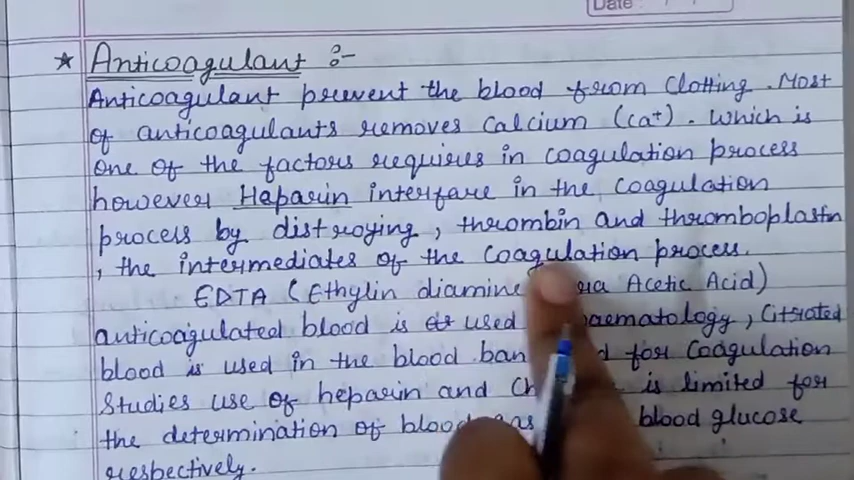 Date
★ Anticoagulant :-
Anticoagulant prevent the blood from Clotting. Most
of anticoagulants removes Calcium (ca+). Which is
one of the factors requires in coagulation process
however Heparin interfare in the coagulation
process by distroying, thrombin and thromboplastin
, the intermediates of the coagulation process.
EDTA (Ethylin diamine Acetic Acid)
anticoagulated blood is used haematology, Citrated
blood is used in the blood for Coagulation
Studies use of heparin and is limited for
the determination of blood blood glucose
respectively.